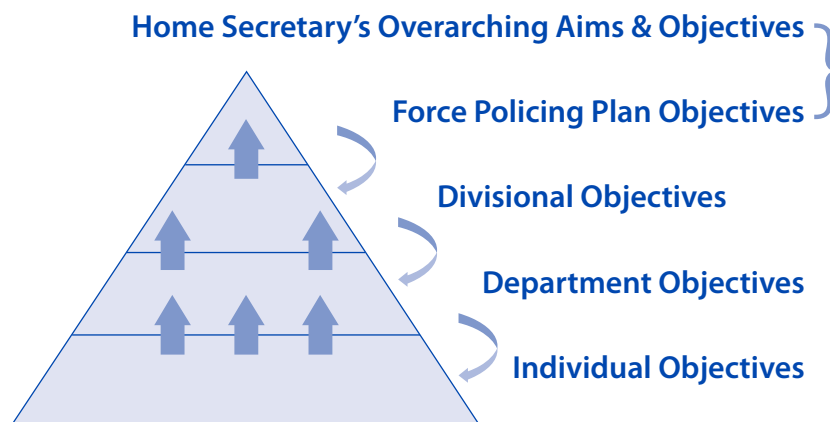 Home Secretary’s Overarching Aims & Objectives
Force Policing Plan Objectives
Divisional Objectives
Department Objectives
Individual Objectives